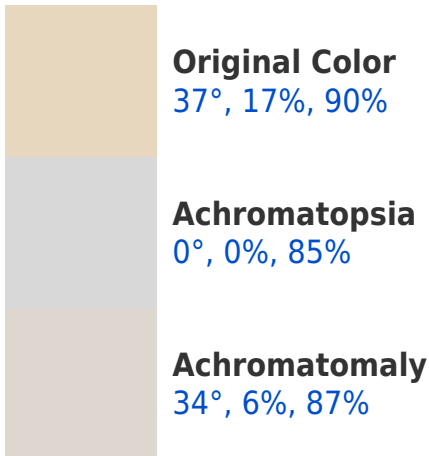 Original Color
37°, 17%, 90%
Achromatopsia
0°, 0%, 85%
Achromatomaly
34°, 6%, 87%